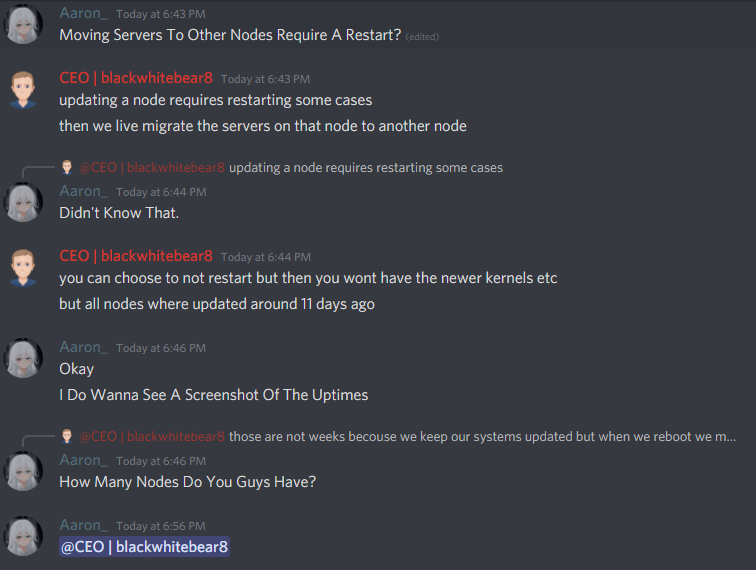 Aaron_ Today at 6:43 PM
Moving Servers To Other Nodes Require A Restart? (edited)
CEO | blackwhitebear8 Today at 6:43 PM
updating a node requires restarting some cases
then we live migrate the servers on that node to another node
@CEO | blackwhitebear8 updating a node requires restarting some cases
Aaron_ Today at 6:44 PM
Didn't Know That.
CEO | blackwhitebear8 Today at 6:44 PM
you can choose to not restart but then you wont have the newer kernels etc
but all nodes where updated around 11 days ago
Aaron_ Today at 6:46 PM
Okay
I Do Wanna See A Screenshot Of The Uptimes
@CEO | blackwhitebear8 those are not weeks becouse we keep our systems updated but when we reboot we m...
Aaron_ Today at 6:46 PM
How Many Nodes Do You Guys Have?
Aaron_ Today at 6:56 PM
@CEO | blackwhitebear8